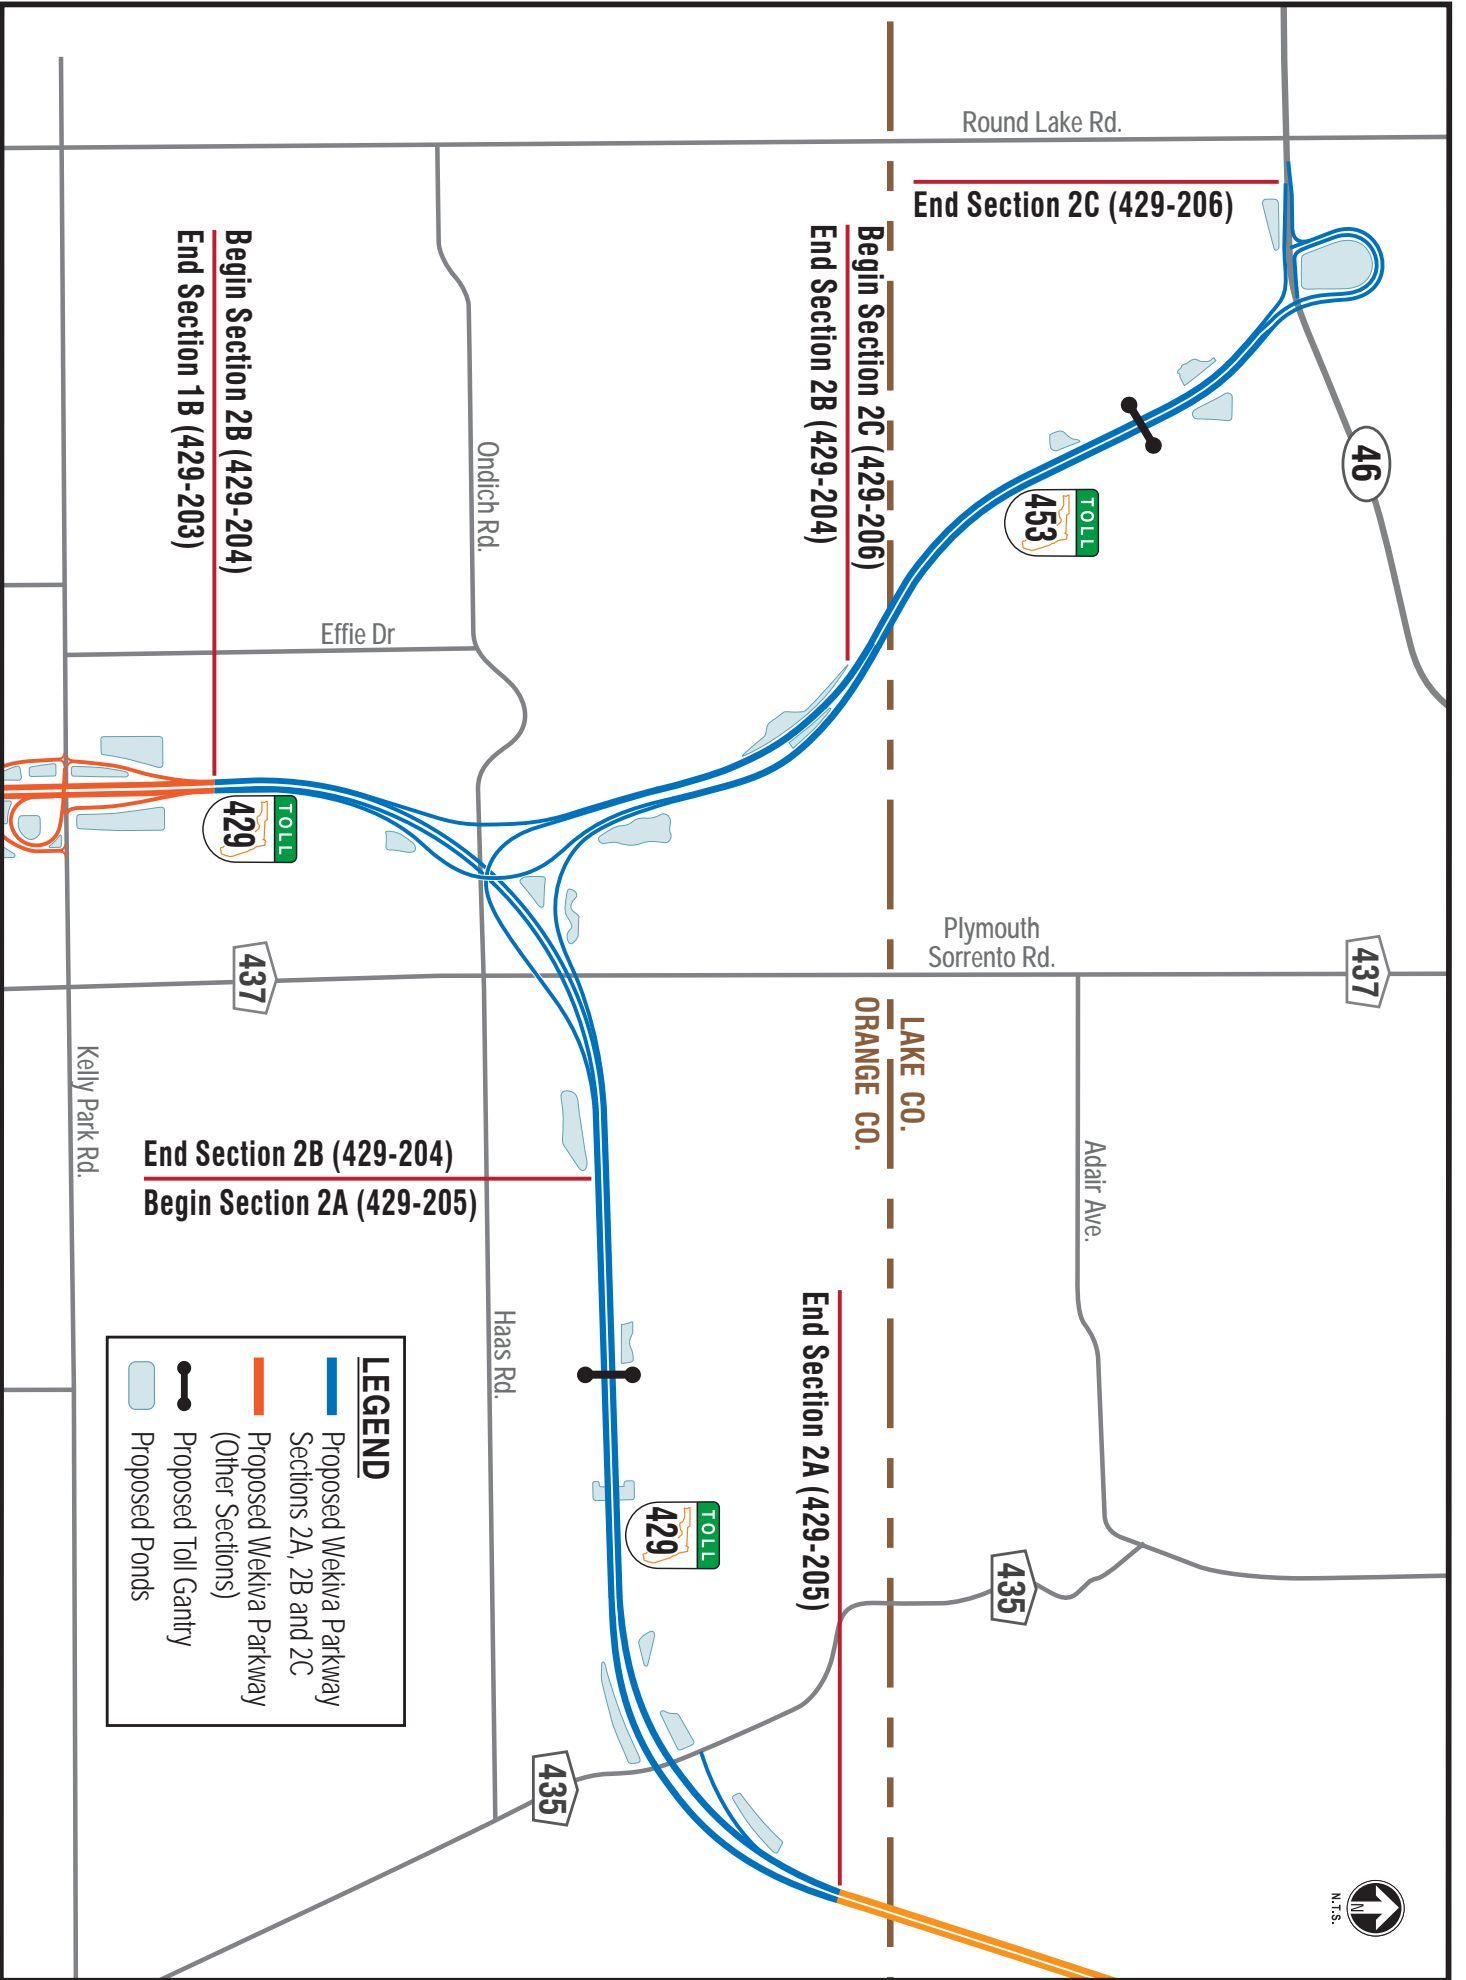 Round Lake Rd.
End Section 2C (429-206)
46
Begin Section 2C (429-206)
End Section 2B (429-204)
Begin Section 2B (429-204)
End Section 1B (429-203)
TOLL
453
Ondich Rd.
Effie Dr
TOLL
429
437
Plymouth
Sorrento Rd.
437
LAKE CO.
ORANGE CO.
Kelly Park Rd.
Adair Ave.
End Section 2B (429-204)
Begin Section 2A (429-205)
Haas Rd.
End Section 2A (429-205)
TOLL
429
435
435
LEGEND
Proposed Wekiva Parkway
Sections 2A, 2B and 2C
Proposed Wekiva Parkway
(Other Sections)
Proposed Toll Gantry
Proposed Ponds
N
N.T.S.